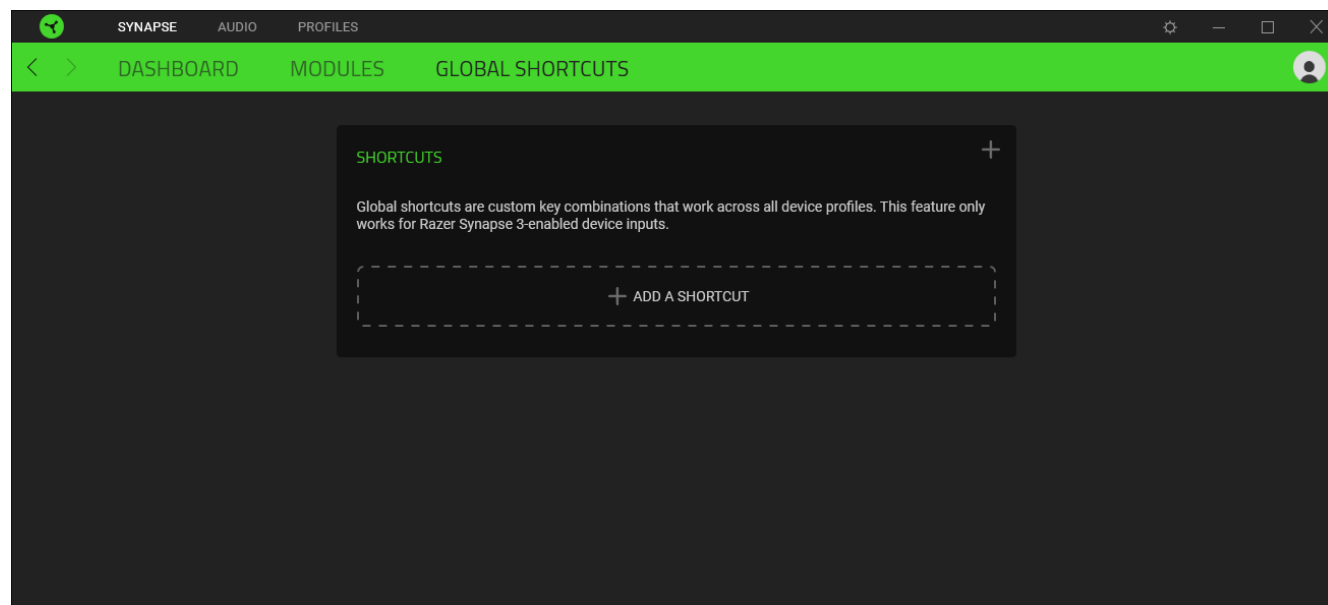 SYNAPSE AUDIO PROFILES
DASHBOARD MODULES GLOBAL SHORTCUTS
SHORTCUTS
Global shortcuts are custom key combinations that work across all device profiles. This feature only
works for Razer Synapse 3-enabled device inputs.
ADD A SHORTCUT